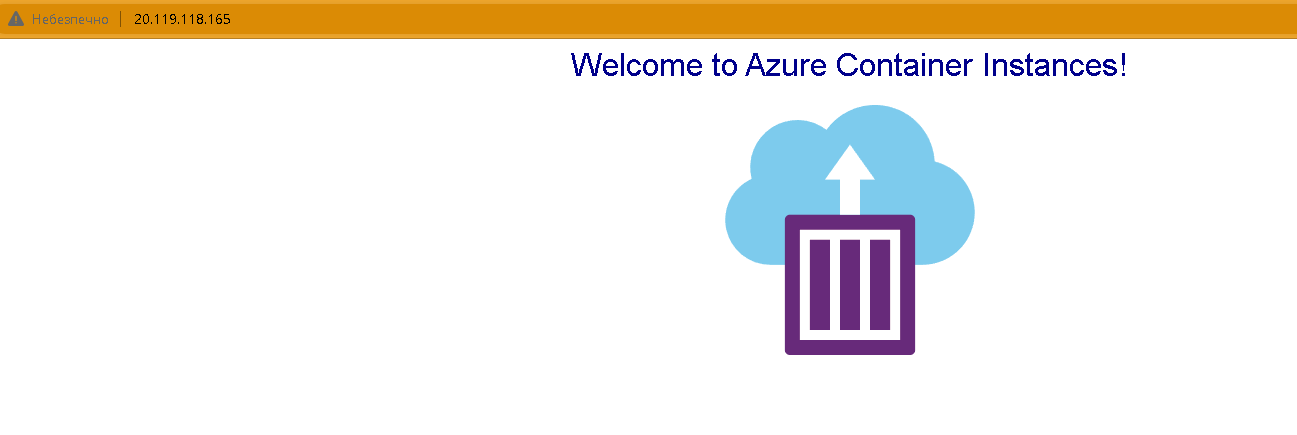 Небезпечно 20.119.118.165
Welcome to Azure Container Instances!